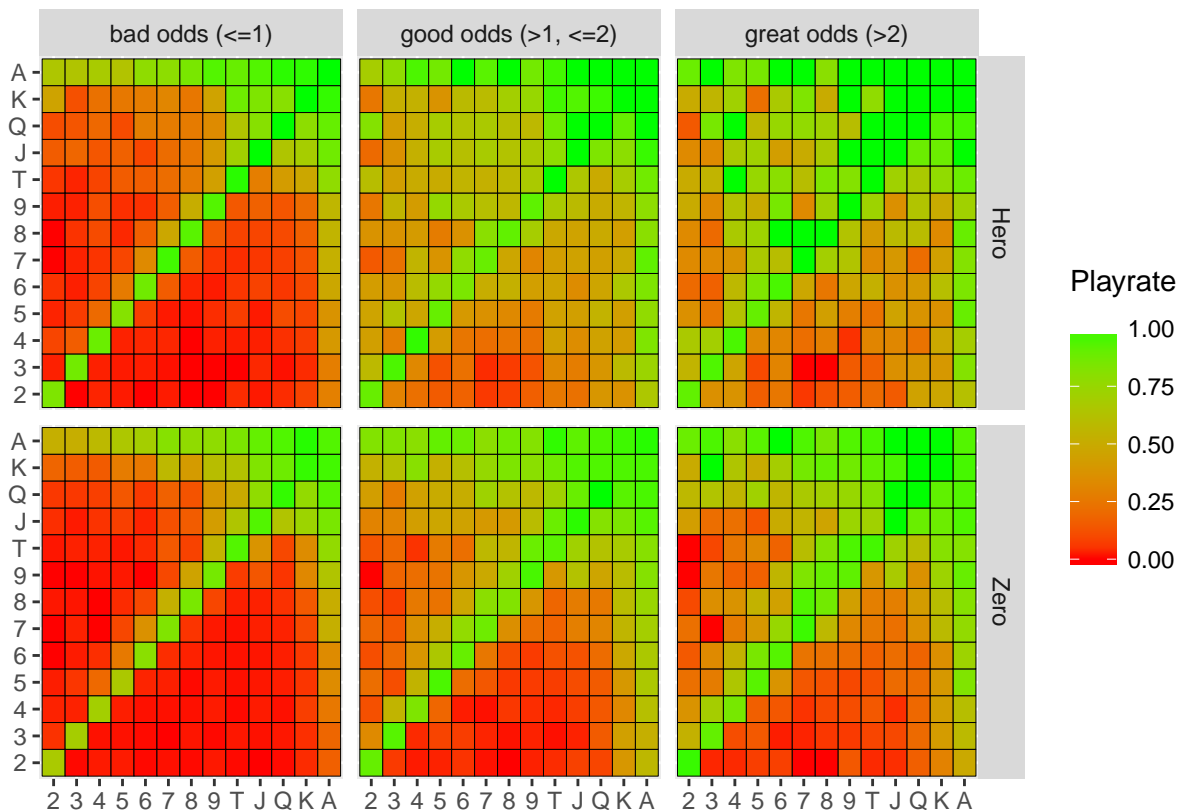 bad odds (<=1)
good odds (>1, <=2)
great odds (>2)
A
K
Q
J
T
9
8
7
6
5
4
3
2
Hero
A
K
Q
J
T
9
8
7
6
5
4
3
2
Zero
2 3 4 5 6 7 8 9 T J Q K A
2 3 4 5 6 7 8 9 T J Q K A
2 3 4 5 6 7 8 9 T J Q K A
Playrate
1.00
0.75
0.50
0.25
0.00